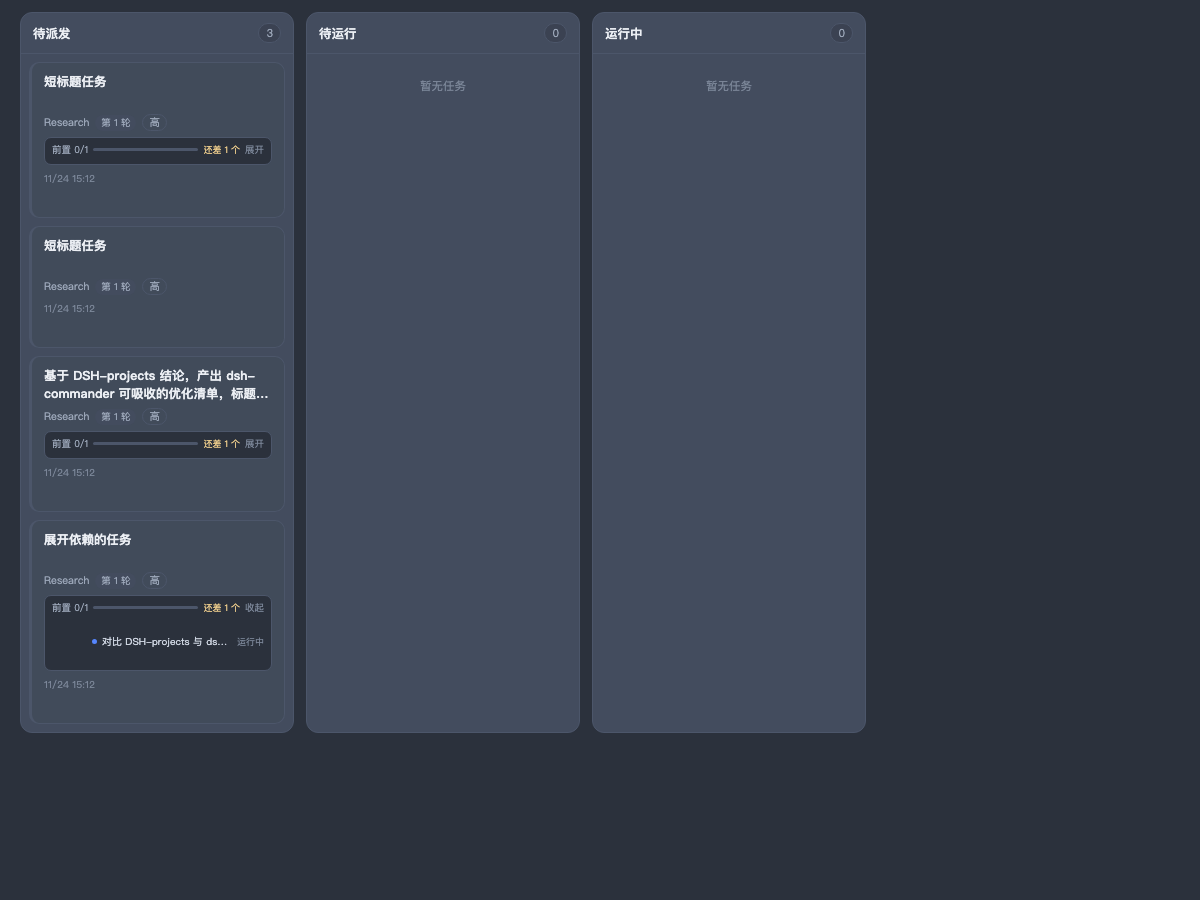 待派发 3
短标题任务
Research 第 1 轮 高
前置 0/1 还差 1 个 展开
11/24 15:12
短标题任务
Research 第 1 轮 高
11/24 15:12
基于 DSH-projects 结论，产出 dsh-
commander 可吸收的优化清单，标题…
Research 第 1 轮 高
前置 0/1 还差 1 个 展开
11/24 15:12
展开依赖的任务
Research 第 1 轮 高
前置 0/1 还差 1 个 收起
对比 DSH-projects 与 ds… 运行中
11/24 15:12
待运行 0
暂无任务
运行中 0
暂无任务